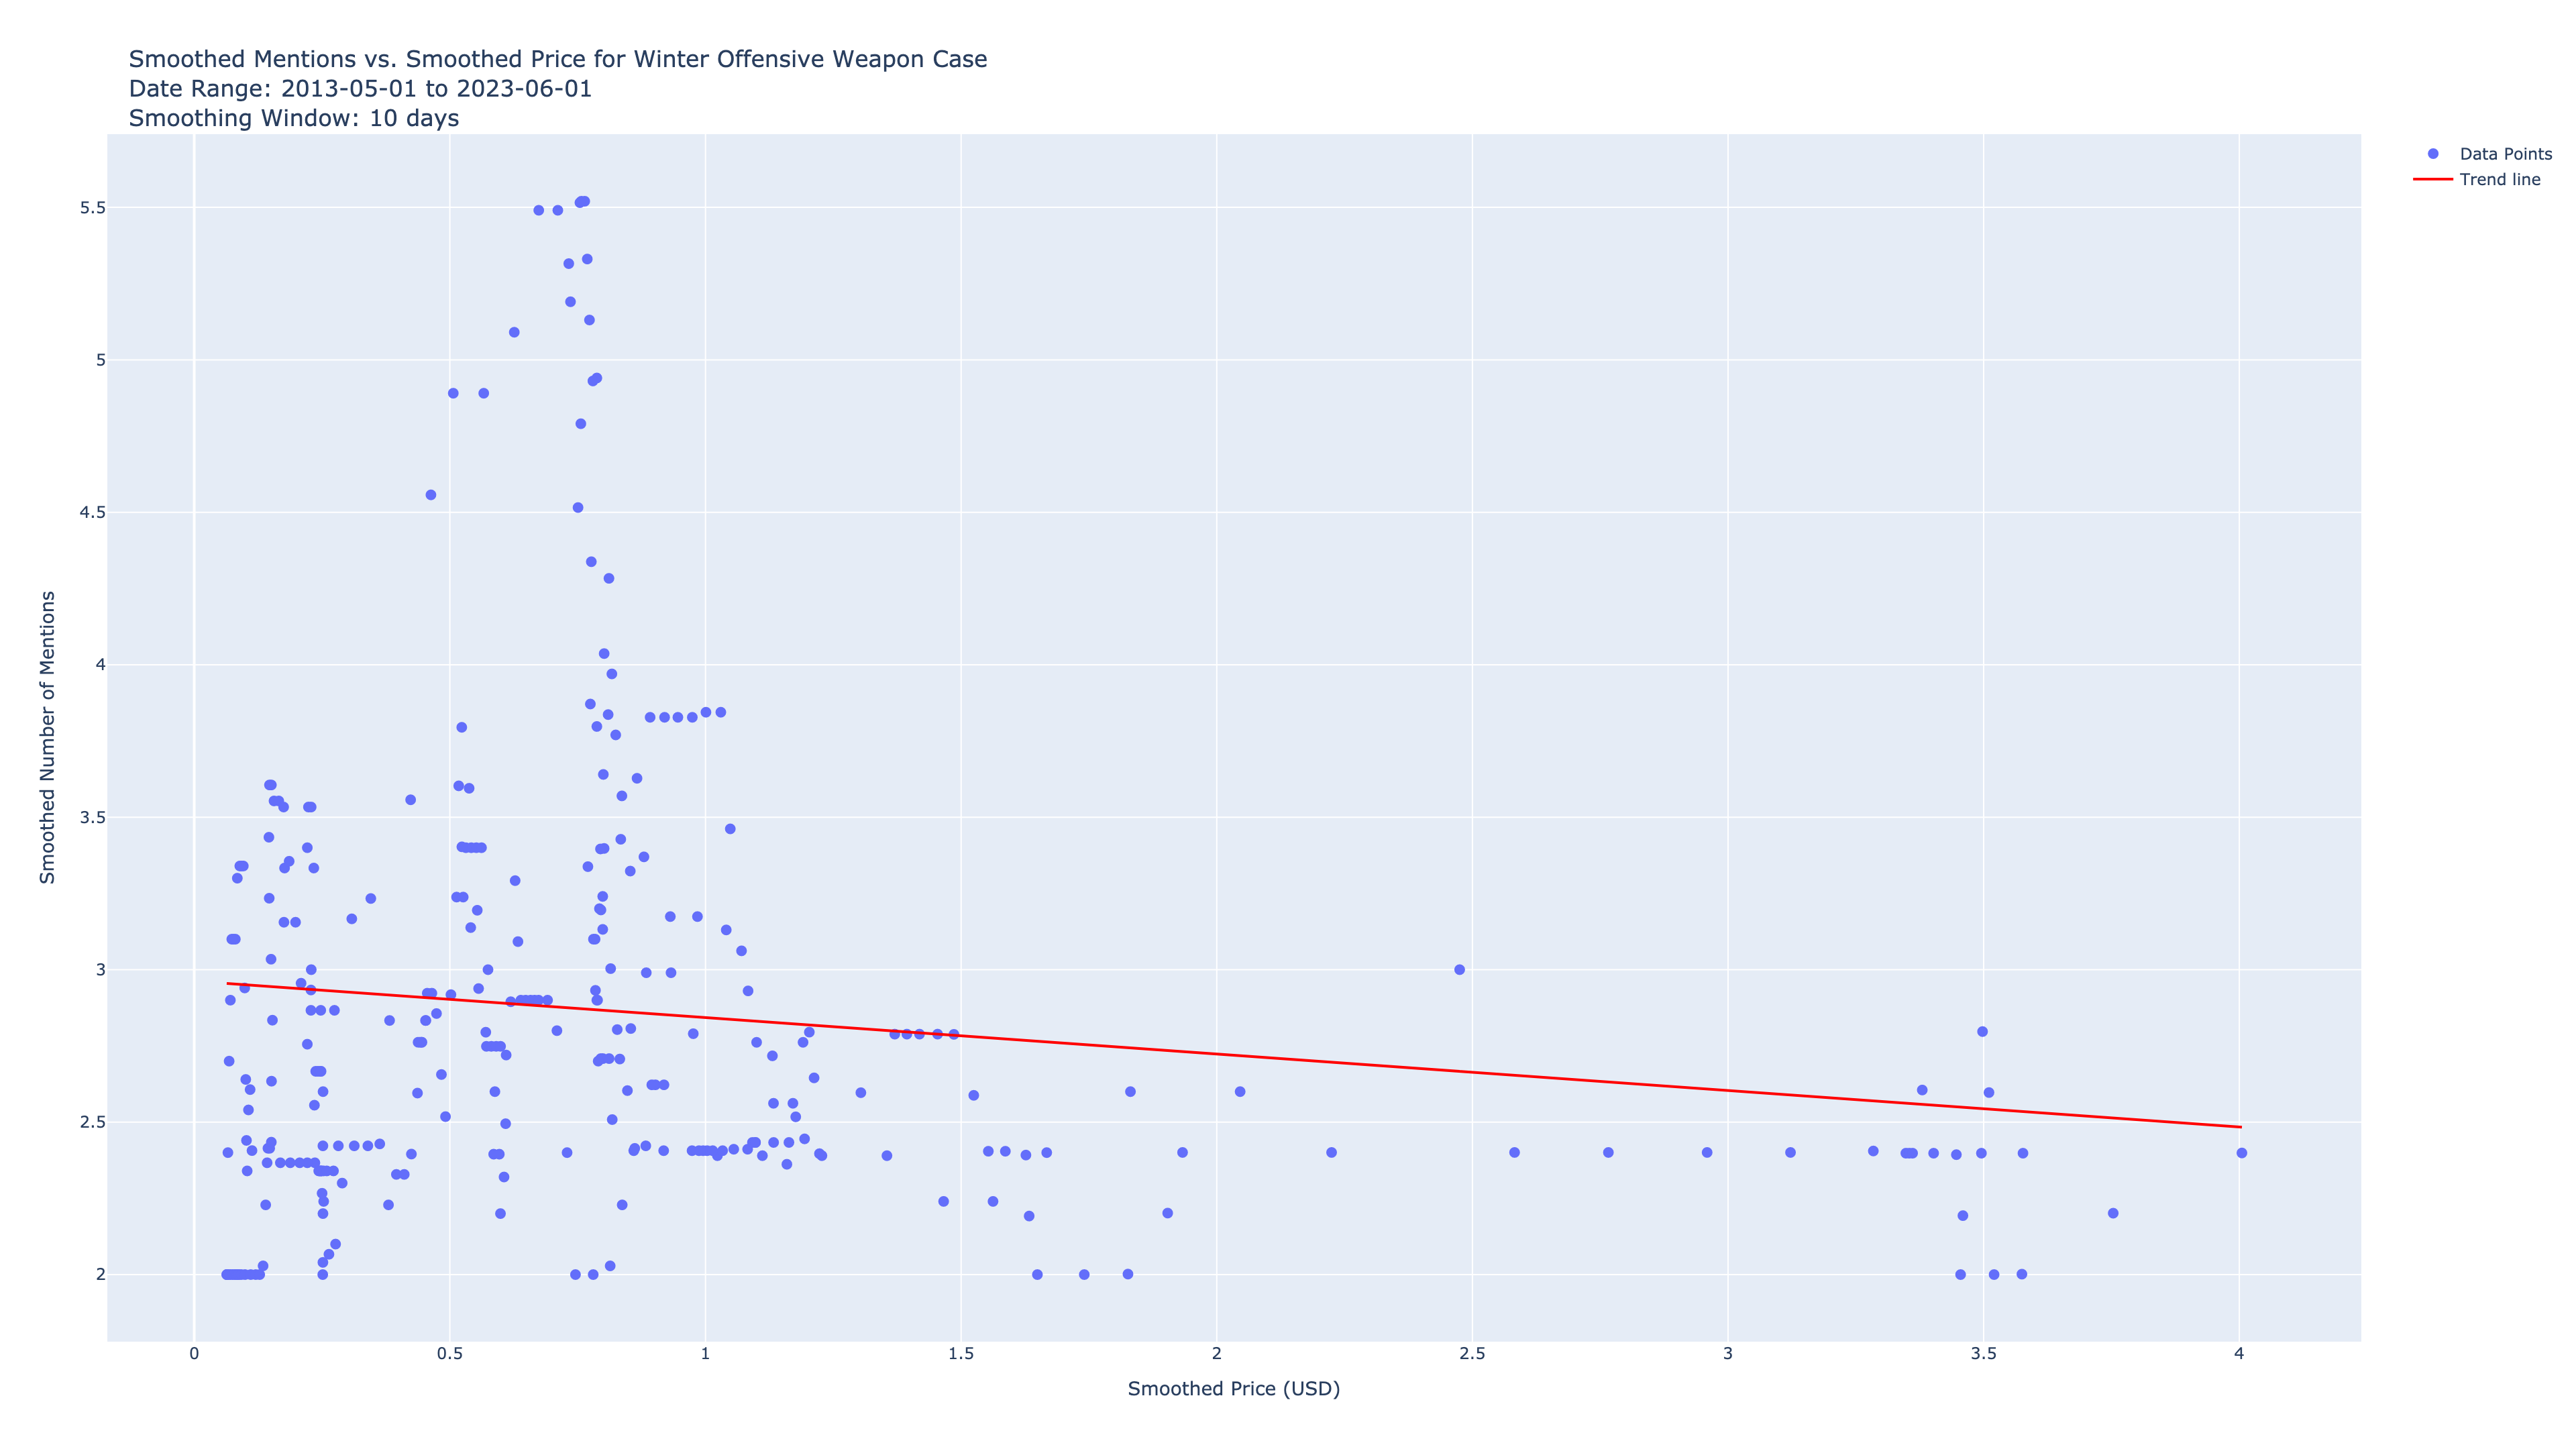 Smoothed Mentions vs. Smoothed Price for Winter Offensive Weapon Case
Date Range: 2013-05-01 to 2023-06-01
Smoothing Window: 10 days
Data Points
Trend line
5.5
5
4.5
4
3.5
3
2.5
2
Smoothed Number of Mentions
0
0.5
1
1.5
2
2.5
3
3.5
4
Smoothed Price (USD)